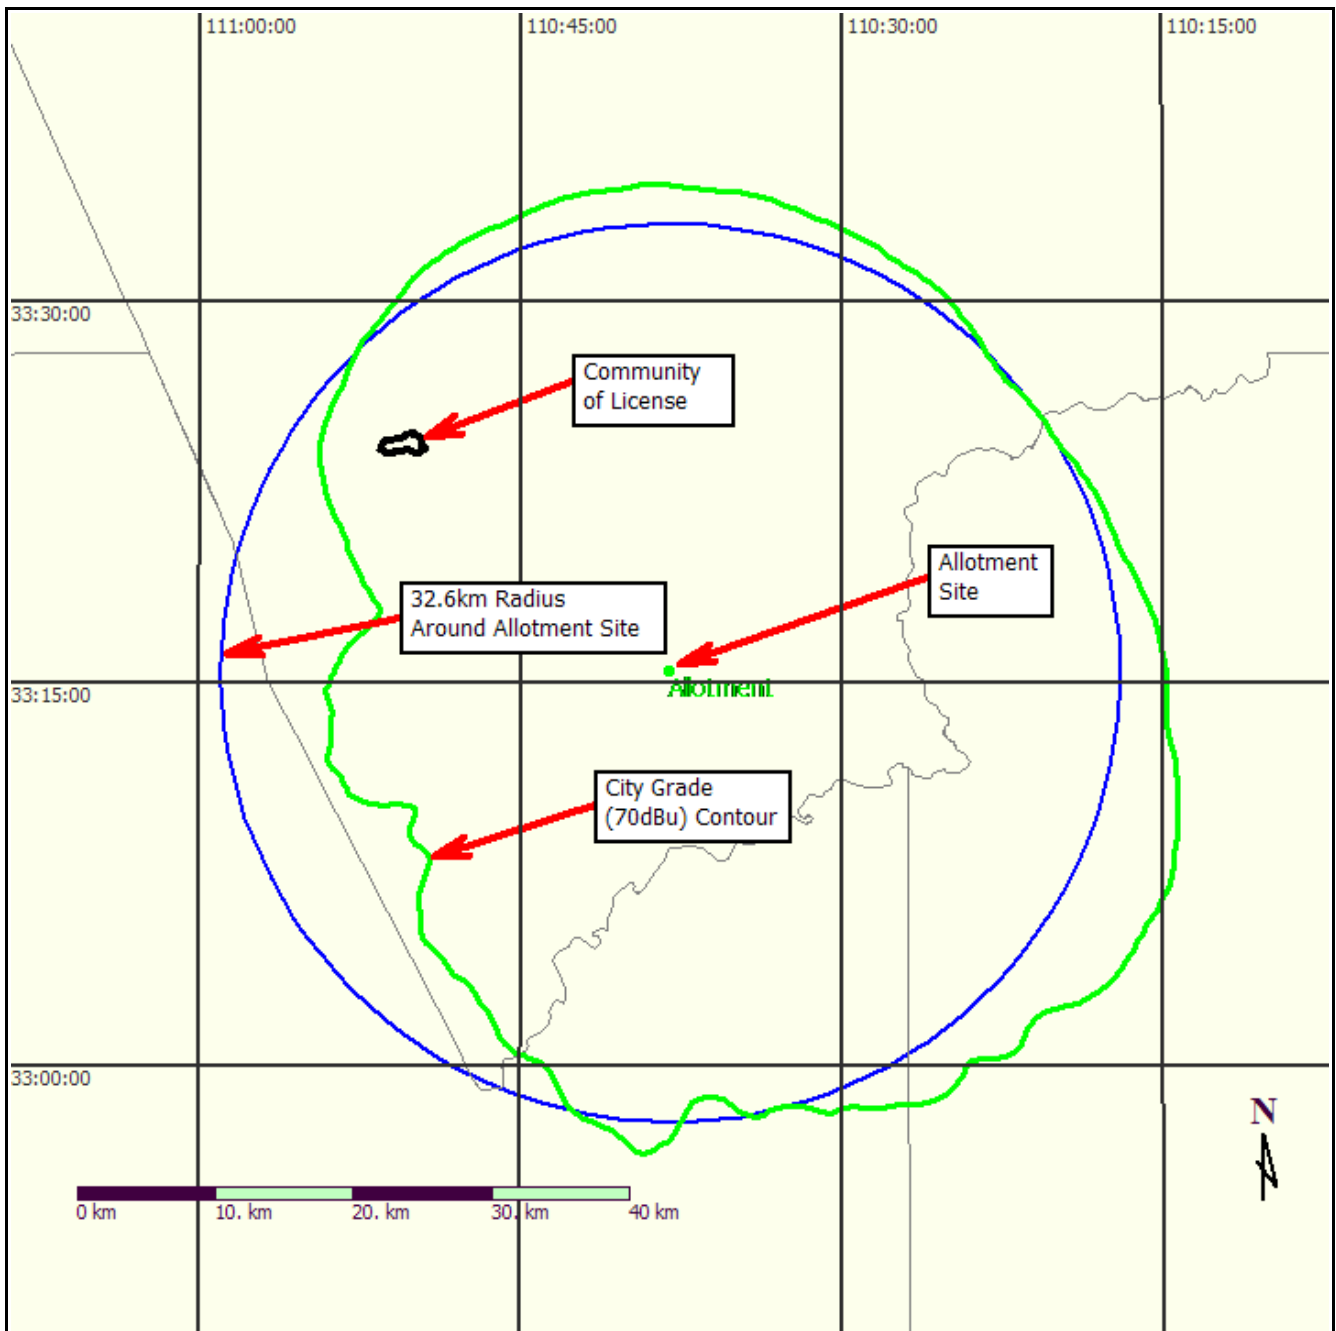 111:00:00
110:45:00
110:30:00
110:15:00
33:30:00
Community
of License
Allotment
Site
32.6km Radius
Around Allotment Site
Allotment
33:15:00
City Grade
(70dBu) Contour
33:00:00
N
0 km
10. km
20. km
30. km
40 km